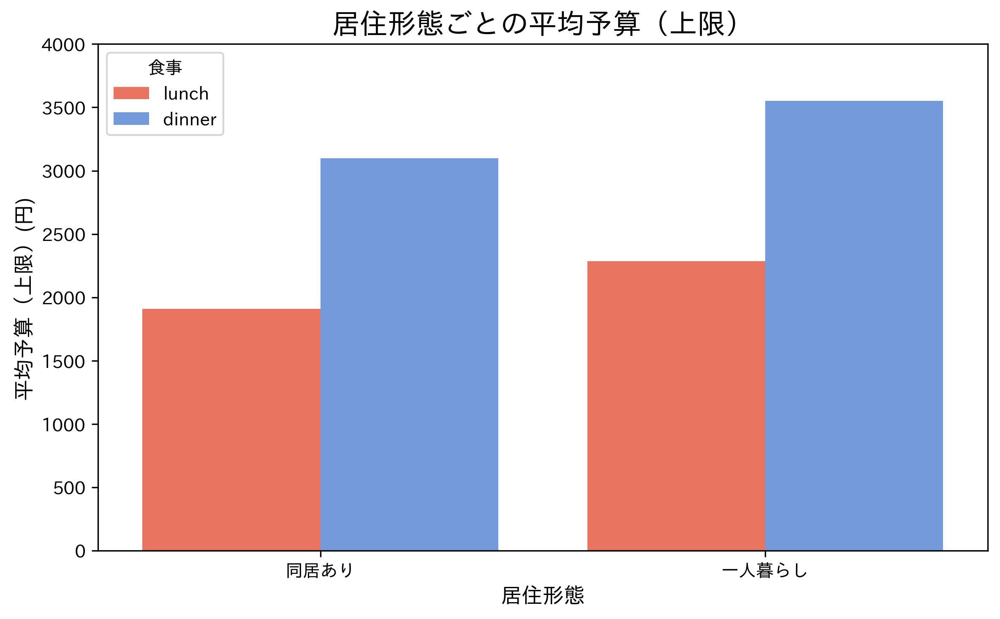 居住形態ごとの平均予算（上限）
平均予算（上限）(円)
4000
3500
3000
2500
2000
1500
1000
500
0
食事
lunch
dinner
同居あり
一人暮らし
居住形態